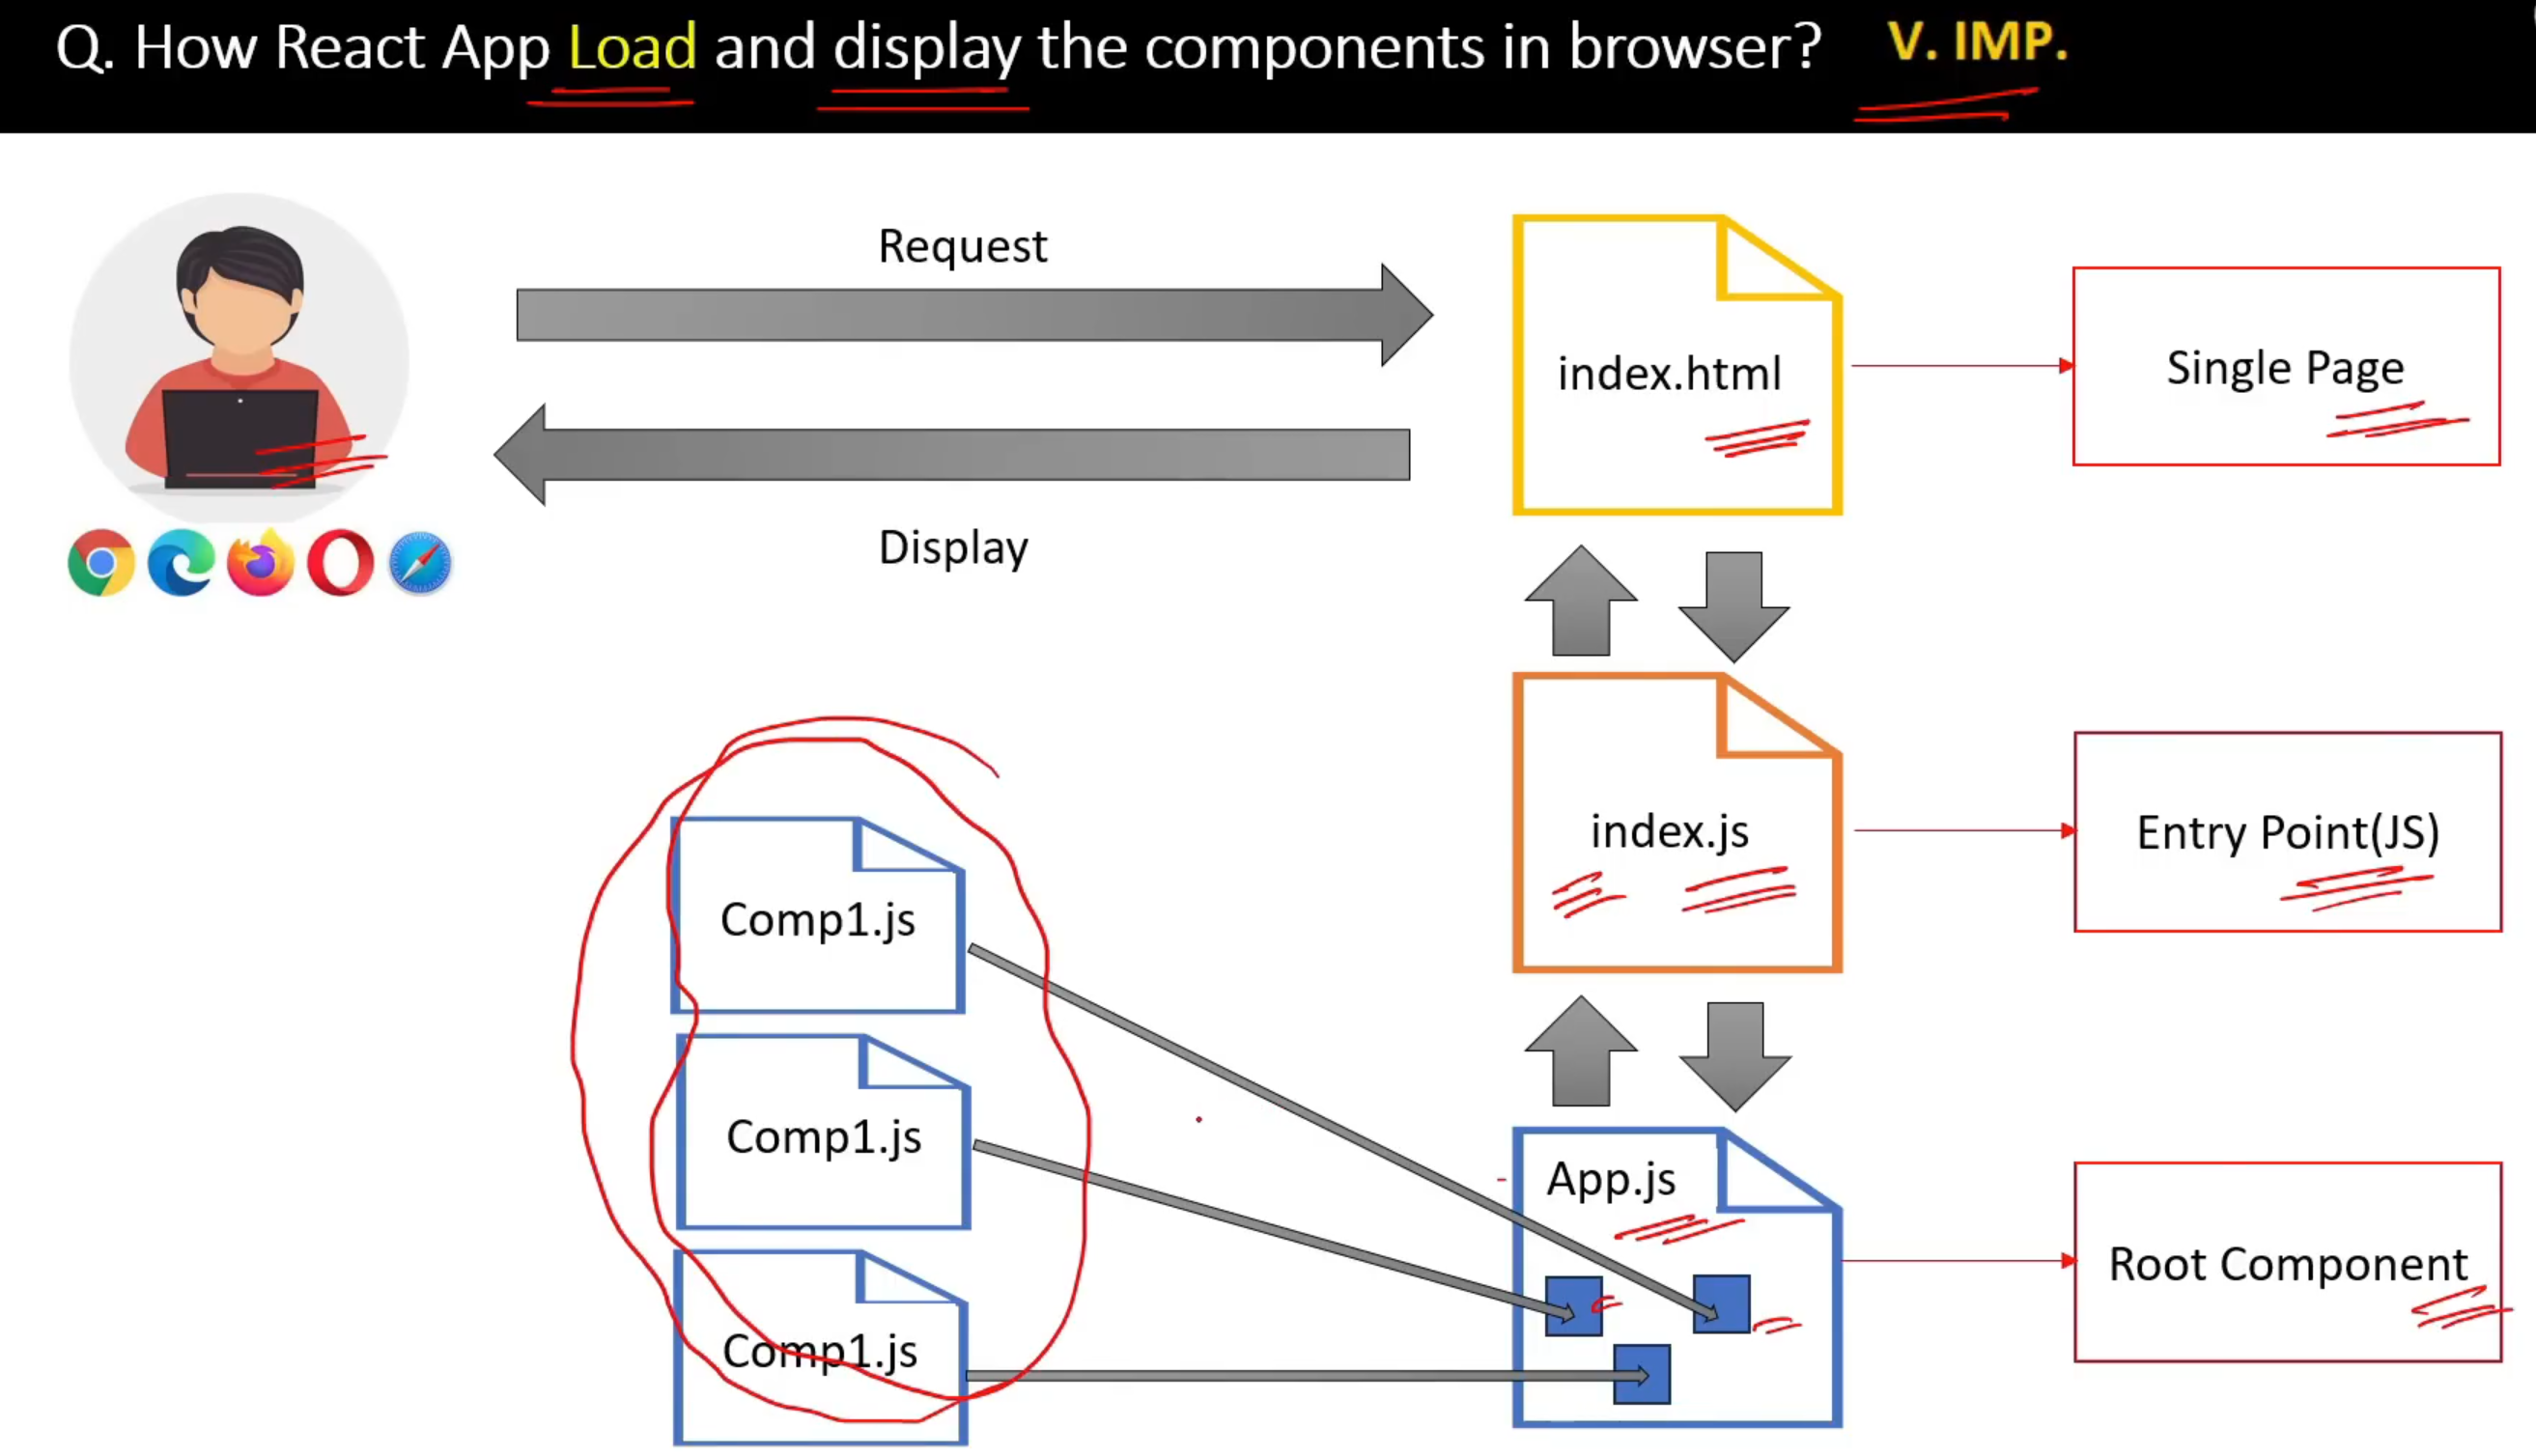 Q. How React App Load and display the components in browser? V. IMP.
Request
index.html
Single Page
Display
index.js
Entry Point(JS)
Comp1.js
Comp1.js
App.js
Root Component
Comp1.js